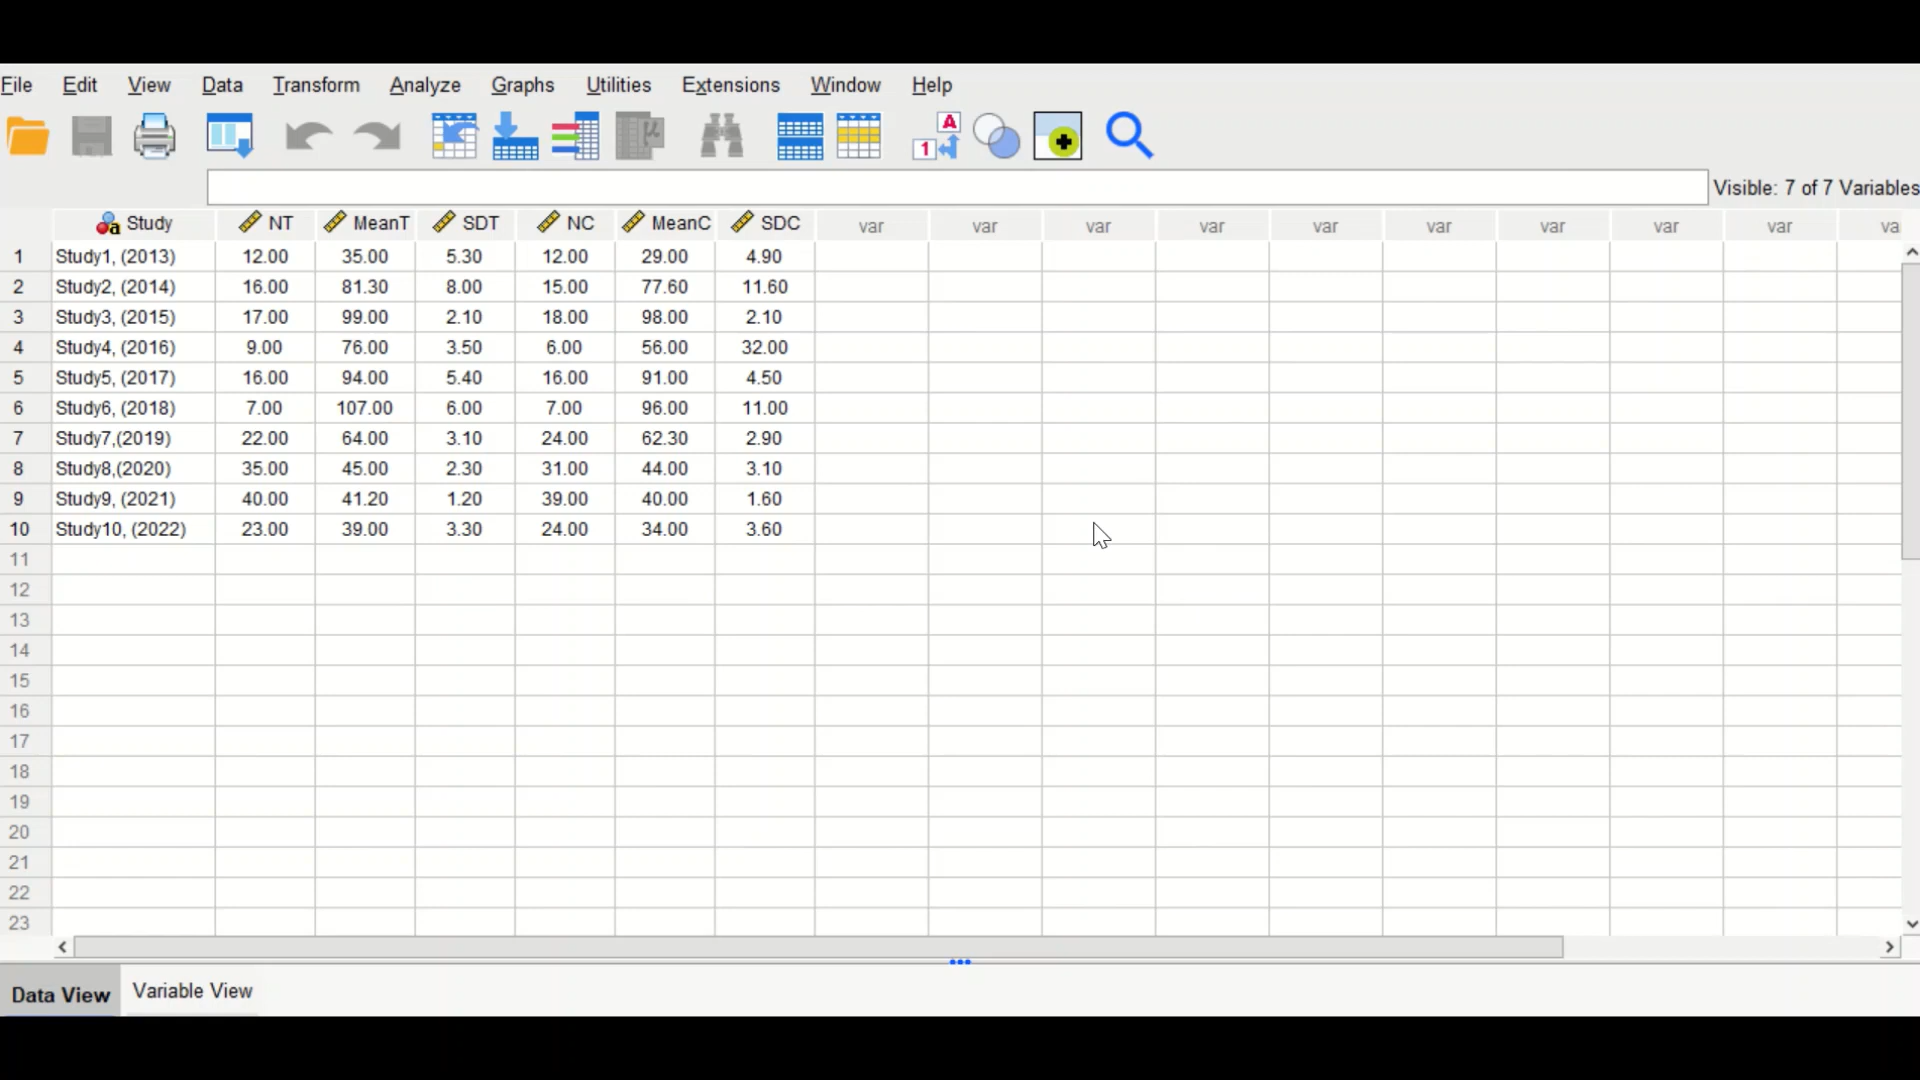 File Edit View Data Transform Analyze Graphs Utilities Extensions Window Help
A
1
μ
Visible: 7 of 7 Variables
a Study NT MeanT SDT NC MeanC SDC var var var var var var var var var va
1 Study1, (2013) 12.00 35.00 5.30 12.00 29.00 4.90
2 Study2, (2014) 16.00 81.30 8.00 15.00 77.60 11.60
3 Study3, (2015) 17.00 99.00 2.10 18.00 98.00 2.10
4 Study4, (2016) 9.00 76.00 3.50 6.00 56.00 32.00
5 Study5, (2017) 16.00 94.00 5.40 16.00 91.00 4.50
6 Study6, (2018) 7.00 107.00 6.00 7.00 96.00 11.00
7 Study7,(2019) 22.00 64.00 3.10 24.00 62.30 2.90
8 Study8,(2020) 35.00 45.00 2.30 31.00 44.00 3.10
9 Study9, (2021) 40.00 41.20 1.20 39.00 40.00 1.60
10 Study10, (2022) 23.00 39.00 3.30 24.00 34.00 3.60
11
12
13
14
15
16
17
18
19
20
21
22
23
Data View Variable View